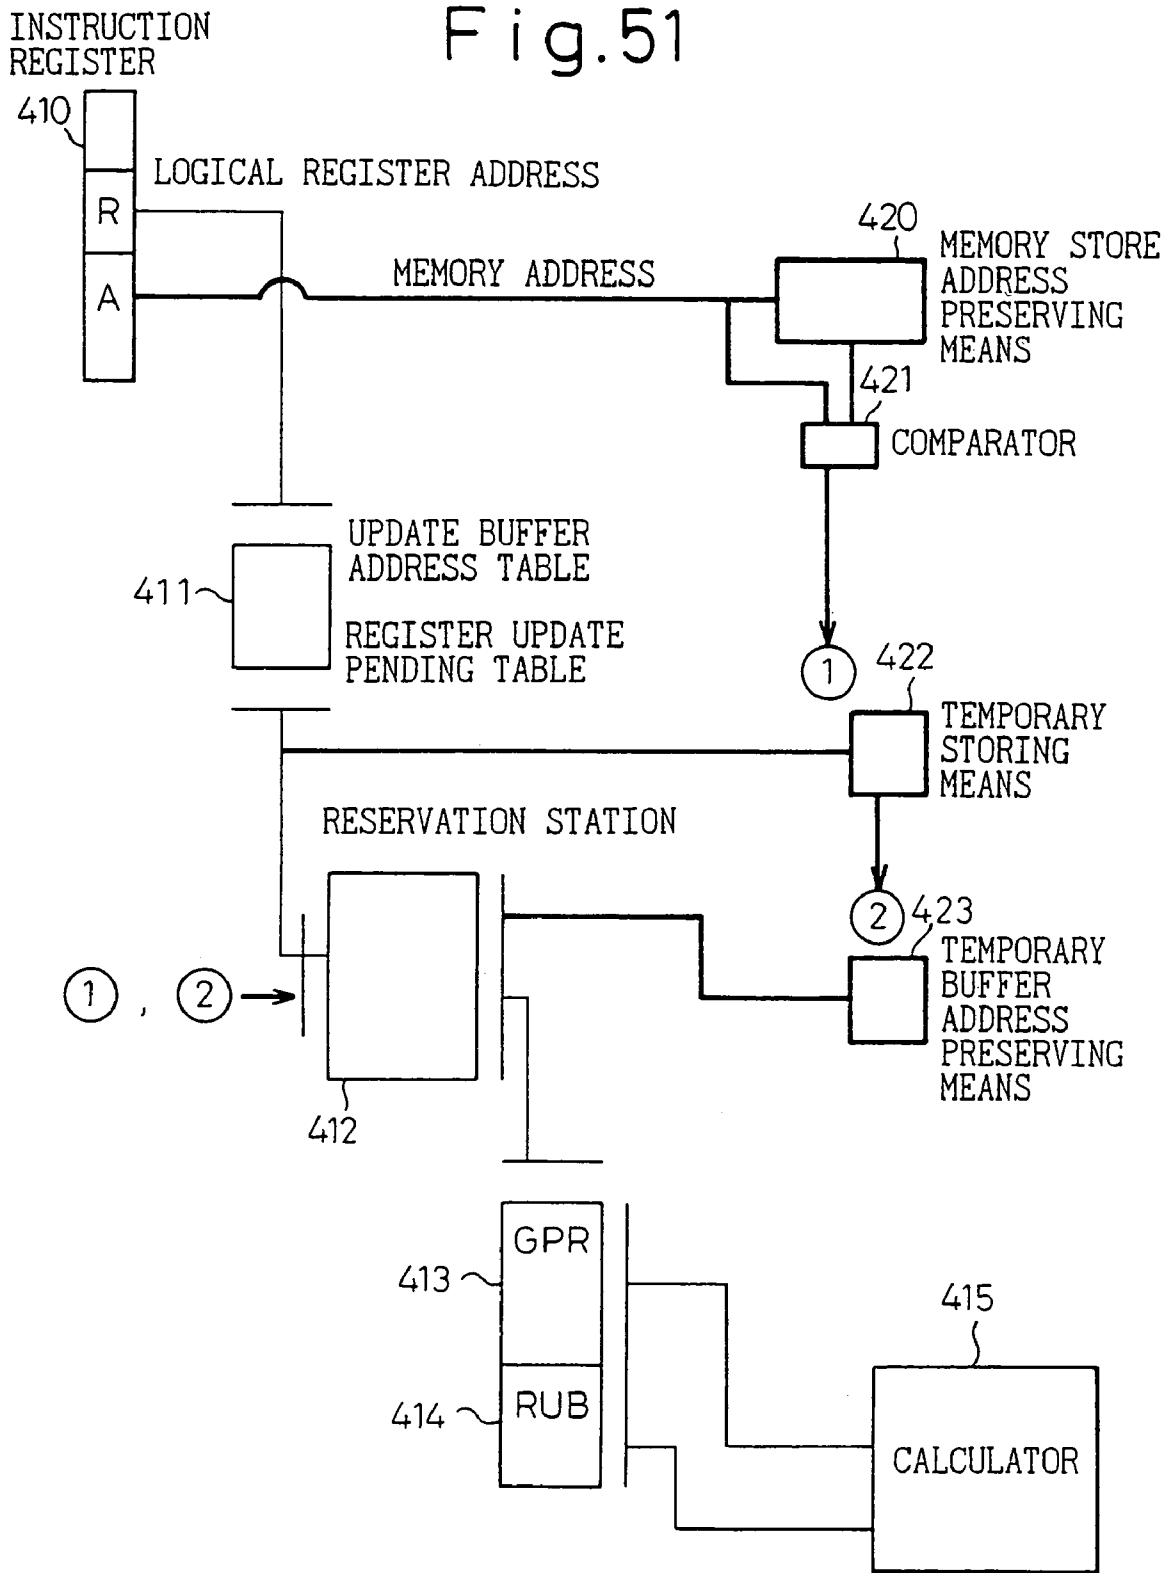 Fig.51
INSTRUCTION
REGISTER
410
LOGICAL REGISTER ADDRESS
R
A
MEMORY ADDRESS
420
MEMORY STORE
ADDRESS
PRESERVING
MEANS
421
COMPARATOR
UPDATE BUFFER
ADDRESS TABLE
411
REGISTER UPDATE
PENDING TABLE
1
422
TEMPORARY
STORING
MEANS
RESERVATION STATION
2
423
TEMPORARY
BUFFER
ADDRESS
PRESERVING
MEANS
1 , 2
412
GPR
413
415
RUB
414
CALCULATOR